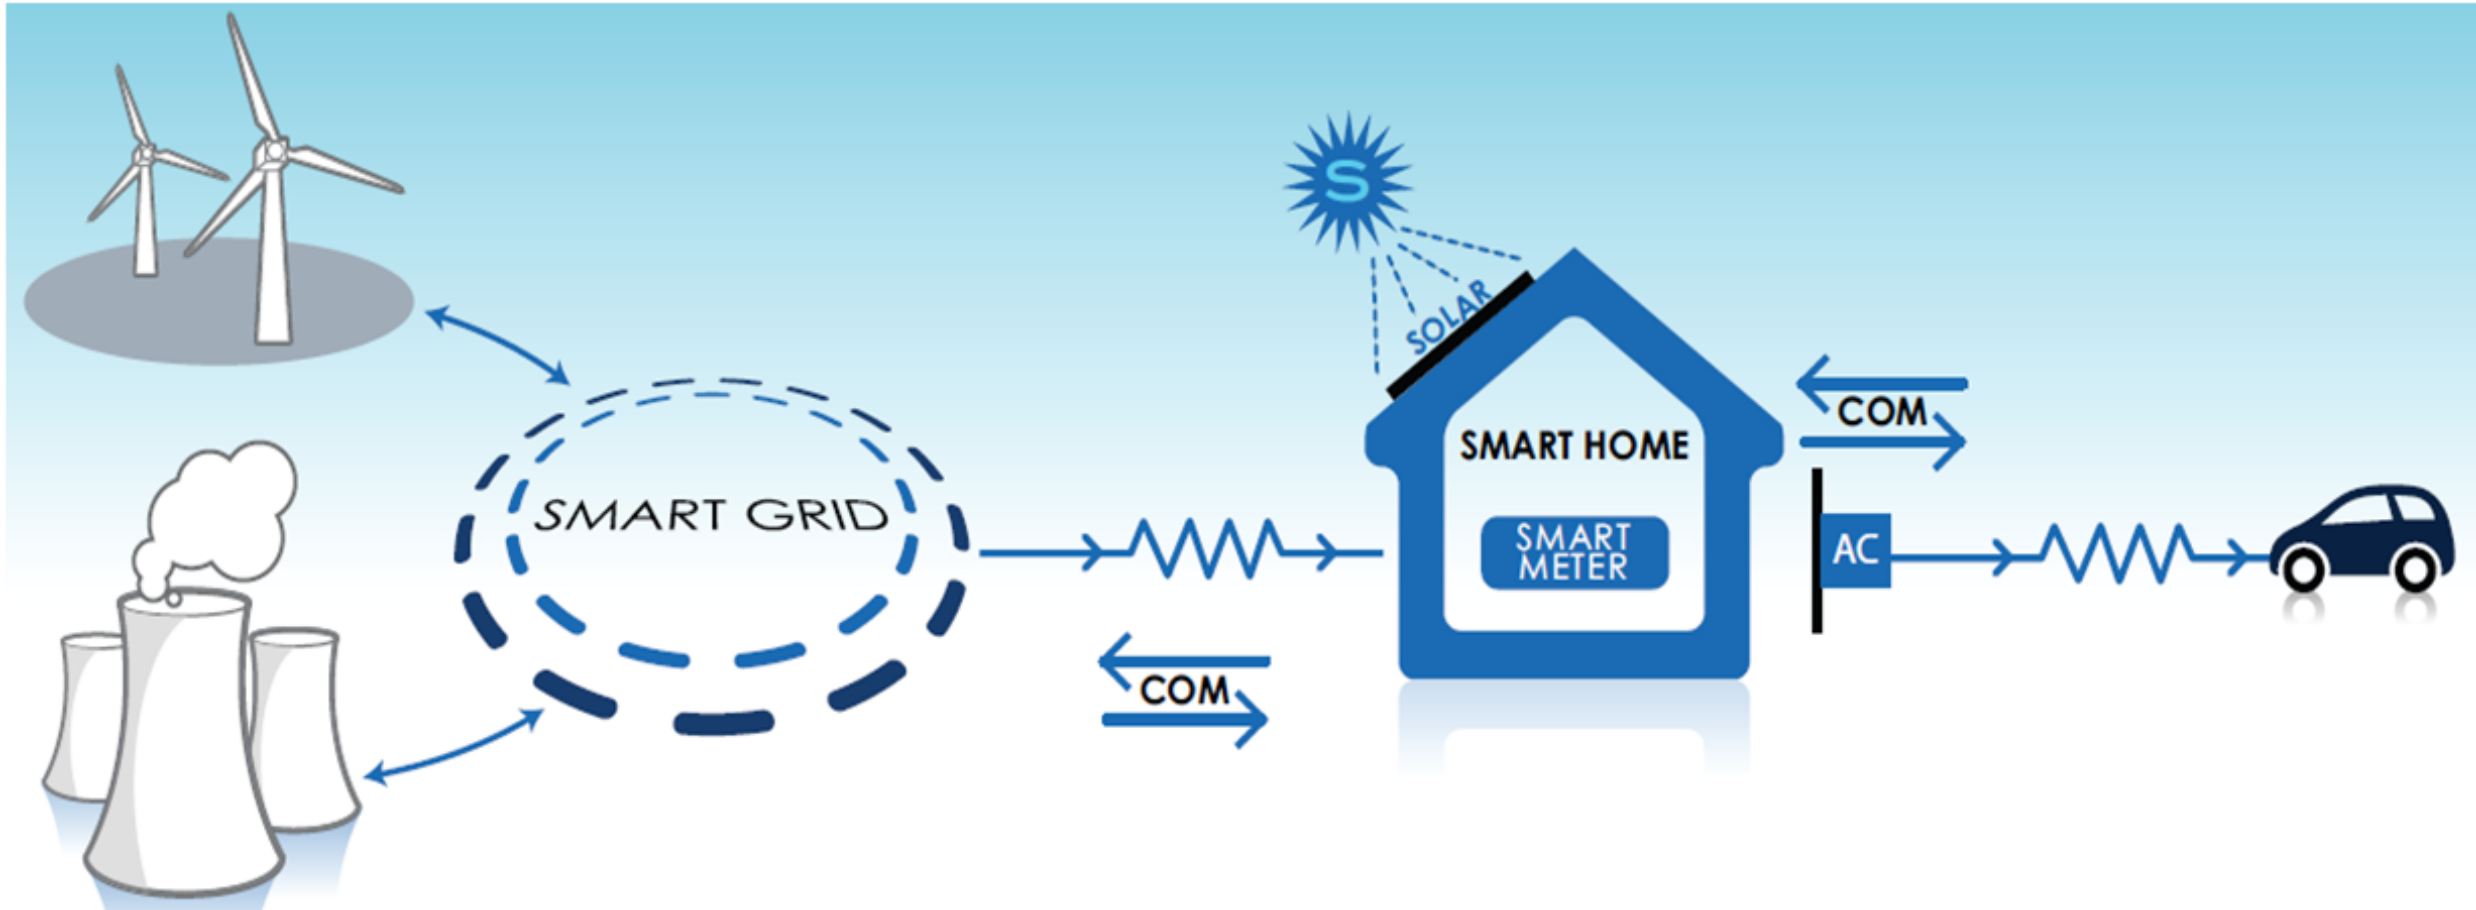 S
SOLAR
SMART GRID
SMART HOME
SMART
METER
COM
AC
COM